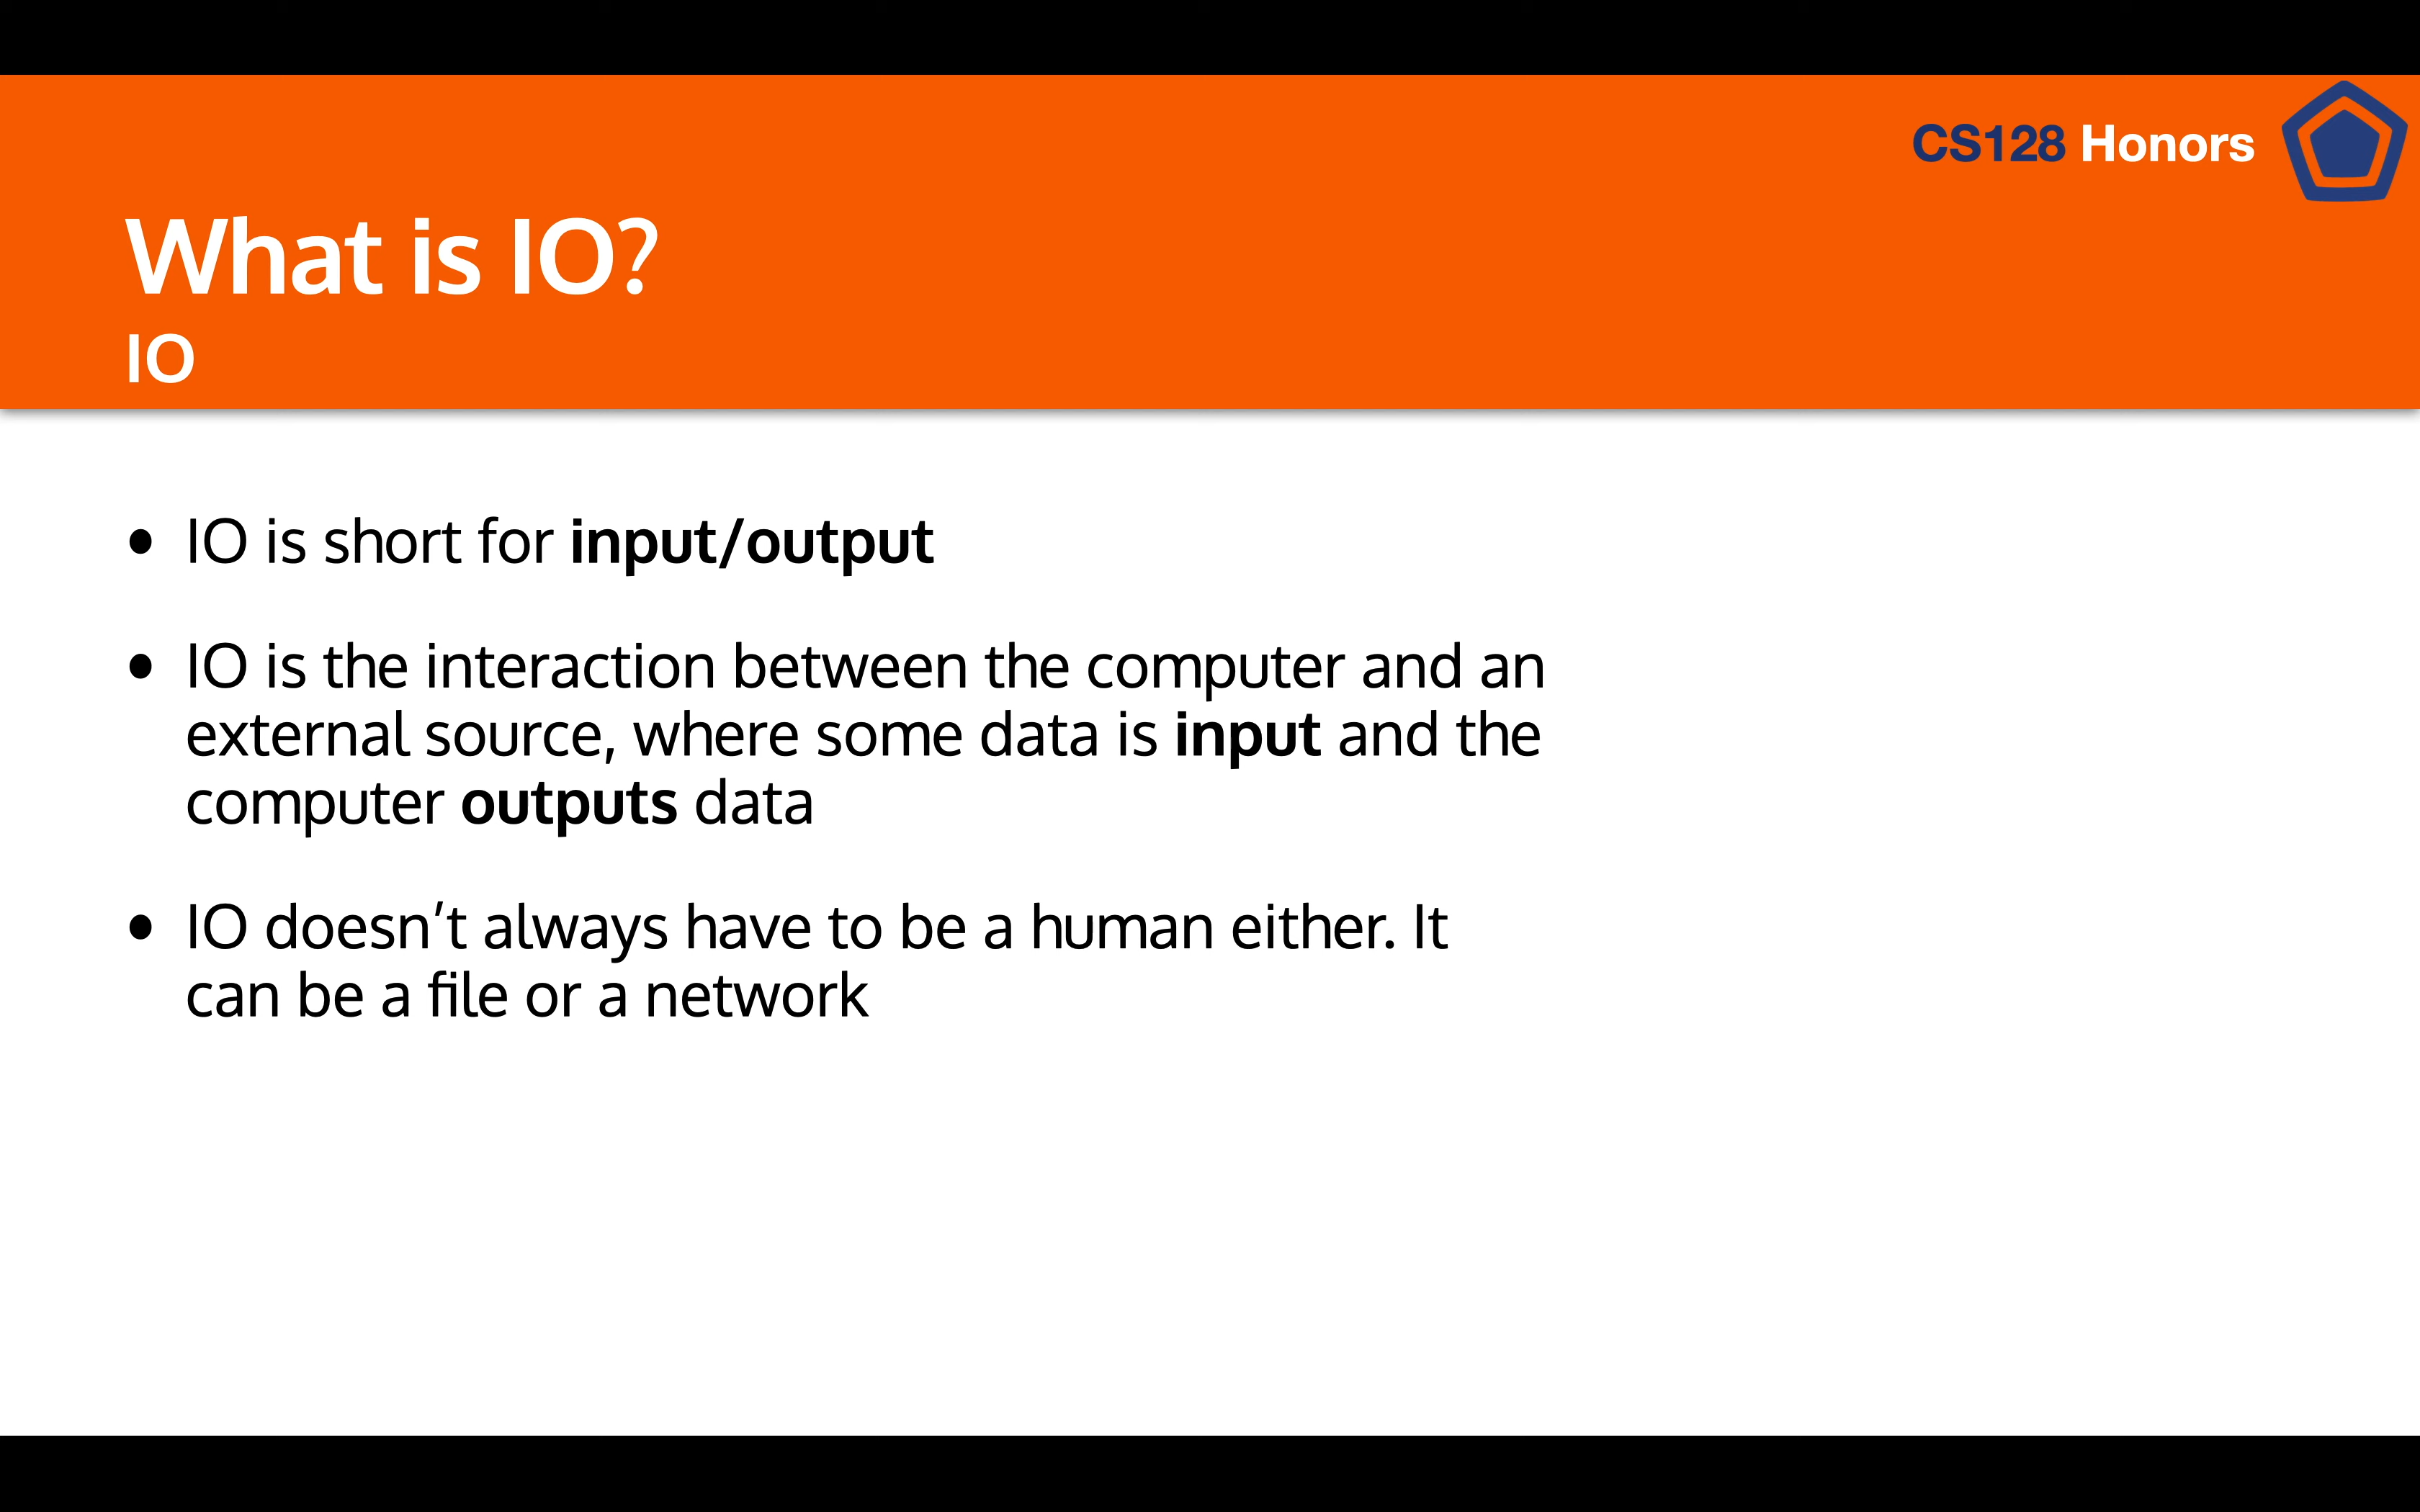 CS128 Honors
What is IO?
IO
• IO is short for input/output
• IO is the interaction between the computer and an
external source, where some data is input and the
computer outputs data
• IO doesn’t always have to be a human either. It
can be a file or a network